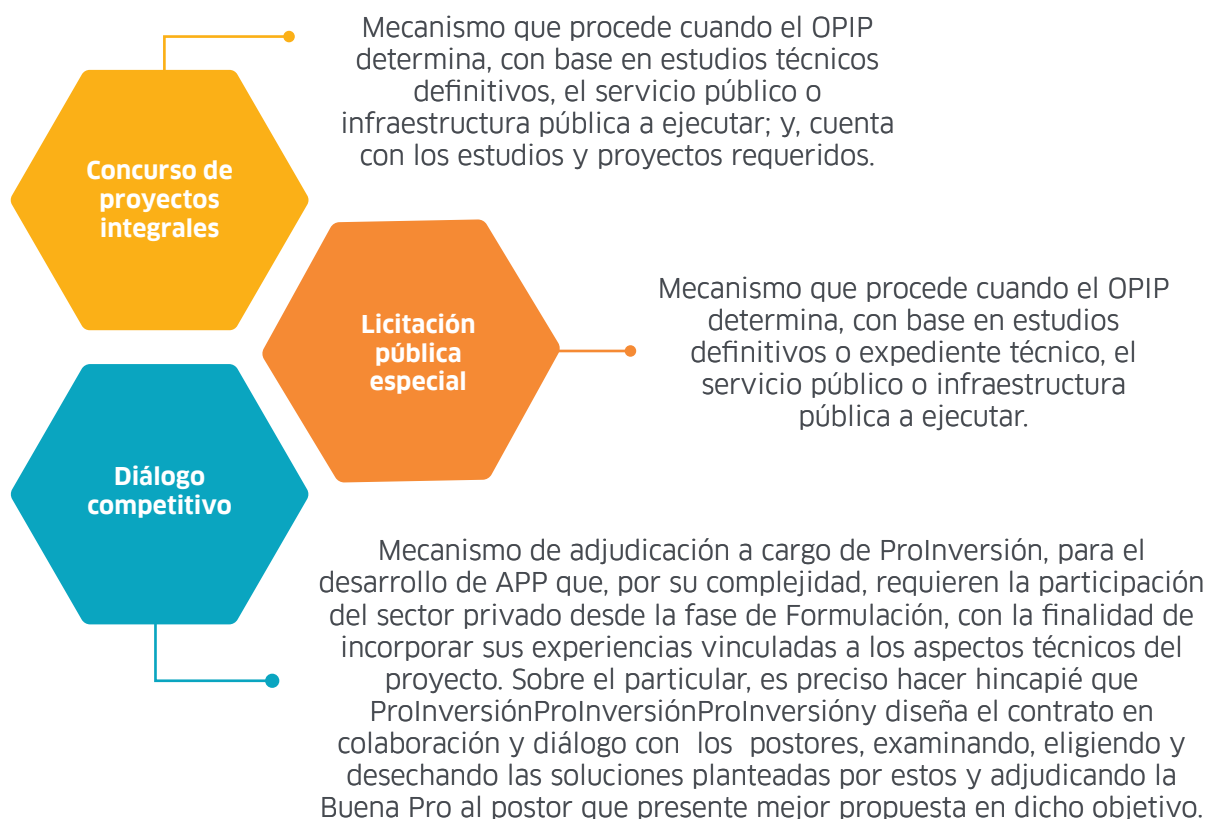 Mecanismo que procede cuando el OPIP
determina, con base en estudios técnicos
definitivos, el servicio público o
infraestructura pública a ejecutar; y, cuenta
con los estudios y proyectos requeridos.
Concurso de
proyectos
integrales
Licitación
pública
especial
Mecanismo que procede cuando el OPIP
determina, con base en estudios
definitivos o expediente técnico, el
servicio público o infraestructura
pública a ejecutar.
Diálogo
competitivo
Mecanismo de adjudicación a cargo de ProInversión, para el
desarrollo de APP que, por su complejidad, requieren la participación
del sector privado desde la fase de Formulación, con la finalidad de
incorporar sus experiencias vinculadas a los aspectos técnicos del
proyecto. Sobre el particular, es preciso hacer hincapié que
ProInversiónProInversiónProInversióny diseña el contrato en
colaboración y diálogo con los postores, examinando, eligiendo y
desechando las soluciones planteadas por estos y adjudicando la
Buena Pro al postor que presente mejor propuesta en dicho objetivo.